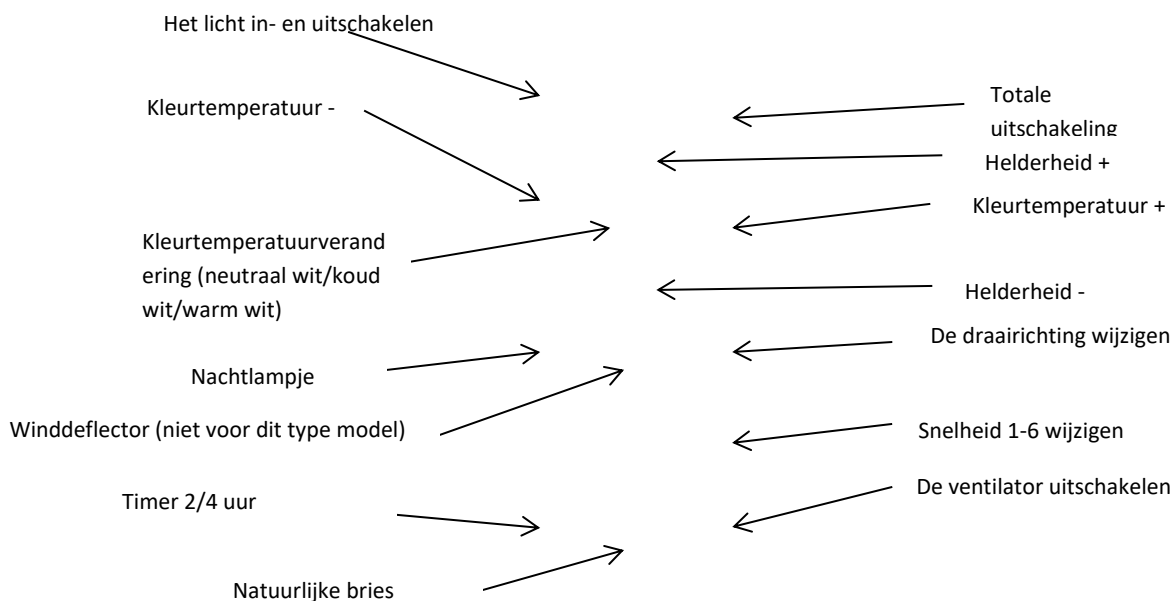 Het licht in- en uitschakelen
Kleurtemperatuur -
Kleurtemperatuurverand
ering (neutraal wit/koud
wit/warm wit)
Nachtlampje
Winddeflector (niet voor dit type model)
Timer 2/4 uur
Natuurlijke bries
Totale
uitschakeling
Helderheid +
Kleurtemperatuur +
Helderheid -
De draairichting wijzigen
Snelheid 1-6 wijzigen
De ventilator uitschakelen